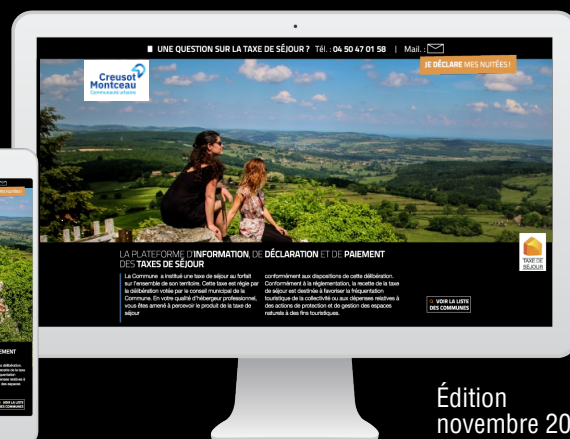 UNE QUESTION SUR LA TAXE DE SÉJOUR ? Tél. : 04 50 47 01 58 | Mail. :
JE DÉCLARE MES NUITÉES !
Creusot
Montceau
Communauté urbaine
LA PLATEFORME D'INFORMATION, DE DÉCLARATION ET DE PAIEMENT
DES TAXES DE SÉJOUR
La Commune a institué une taxe de séjour au forfait
sur l'ensemble de son territoire. Cette taxe est régie par
la délibération votée par le conseil municipal de la
Commune. En votre qualité d'hébergeur professionnel,
vous êtes amené à percevoir le produit de la taxe de
séjour
conformément aux dispositions de cette délibération.
Conformément à la réglementation, la recette de la taxe
de séjour est destinée à favoriser la fréquentation
touristique de la collectivité ou aux dépenses relatives à
des actions de protection et de gestion des espaces
naturels à des fins touristiques.
TAXE DE
SÉJOUR
VOIR LA LISTE
DES COMMUNES
Édition
novembre 20